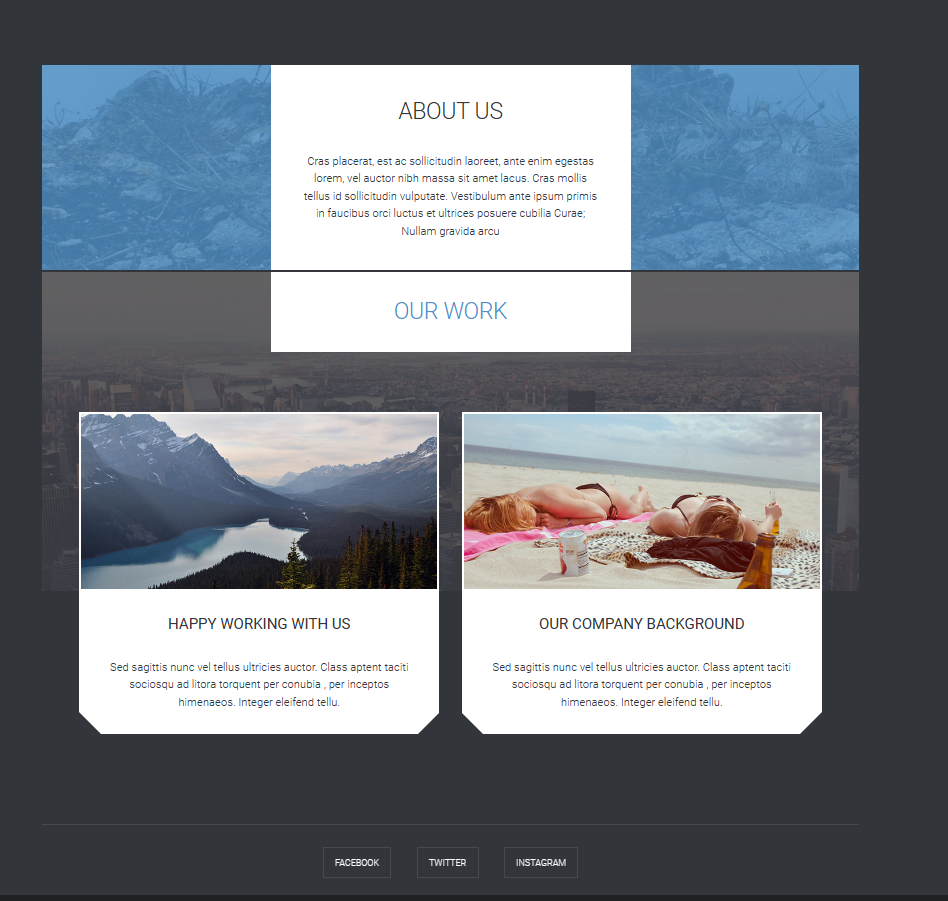 ABOUT US
Cras placerat, est ac sollicitudin laoreet, ante enim egestas
lorem, vel auctor nibh massa sit amet lacus. Cras mollis
tellus id sollicitudin vulputate. Vestibulum ante ipsum primis
in faucibus orci luctus et ultrices posuere cubilia Curae;
Nullam gravida arcu
OUR WORK
HAPPY WORKING WITH US
Sed sagittis nunc vel tellus ultricies auctor. Class aptent taciti
sociosqu ad litora torquent per conubia , per inceptos
himenaeos. Integer eleifend tellu.
OUR COMPANY BACKGROUND
Sed sagittis nunc vel tellus ultricies auctor. Class aptent taciti
sociosqu ad litora torquent per conubia , per inceptos
himenaeos. Integer eleifend tellu.
FACEBOOK
TWITTER
INSTAGRAM